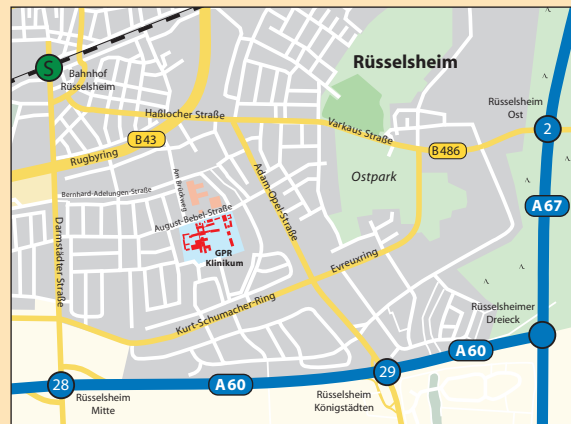 S
Bahnhof
Rüsselsheim
Rüsselsheim
Rüsselsheim
Ost
2
Haßlocher Straße
Varkaus Straße
B43
B486
Rugbyring
Am Brückweg
Ostpark
Bernhard-Adelungen-Straße
Adam-Opel-Straße
A67
August-Bebel-Straße
Darmstädter Straße
GPR
Klinikum
Evreuxring
Kurt-Schumacher-Ring
Rüsselsheimer
Dreieck
A60
28
A60
29
Rüsselsheim
Mitte
Rüsselsheim
Königstädten